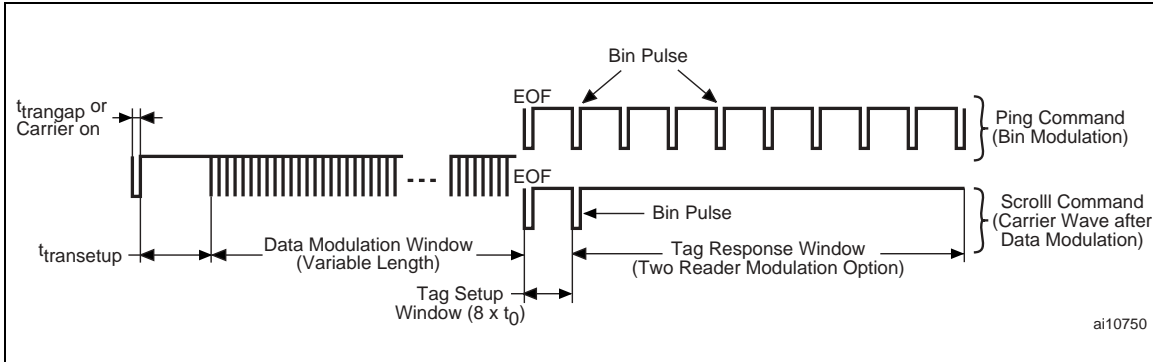 Bin Pulse
ttrangap or
Carrier on
EOF
Ping Command
(Bin Modulation)
EOF
Bin Pulse
Scrolll Command
(Carrier Wave after
Data Modulation)
ttransetup
Data Modulation Window
(Variable Length)
Tag Response Window
(Two Reader Modulation Option)
Tag Setup
Window (8 x t0)
ai10750